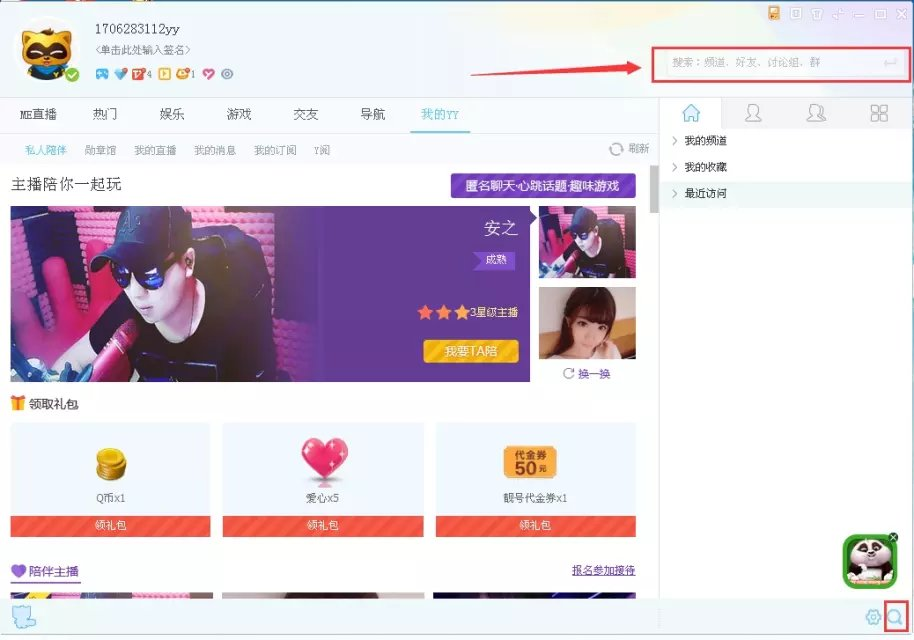 1706283112yy
<单击此处输入签名>
4
1
搜索：频道、好友、讨论组、群
ME直播 热门 娱乐 游戏 交友 导航 我的YY
私人陪伴 勋章馆 我的直播 我的消息 我的订阅 Y阅 刷新
我的频道
我的收藏
最近访问
主播陪你一起玩
匿名聊天·心跳话题·趣味游戏
安之
成熟
3星级主播
我要TA陪
换一换
领取礼包
代金券
50元
Q币x1 爱心x5 靓号代金券x1
领礼包 领礼包 领礼包
陪伴主播 报名参加接待